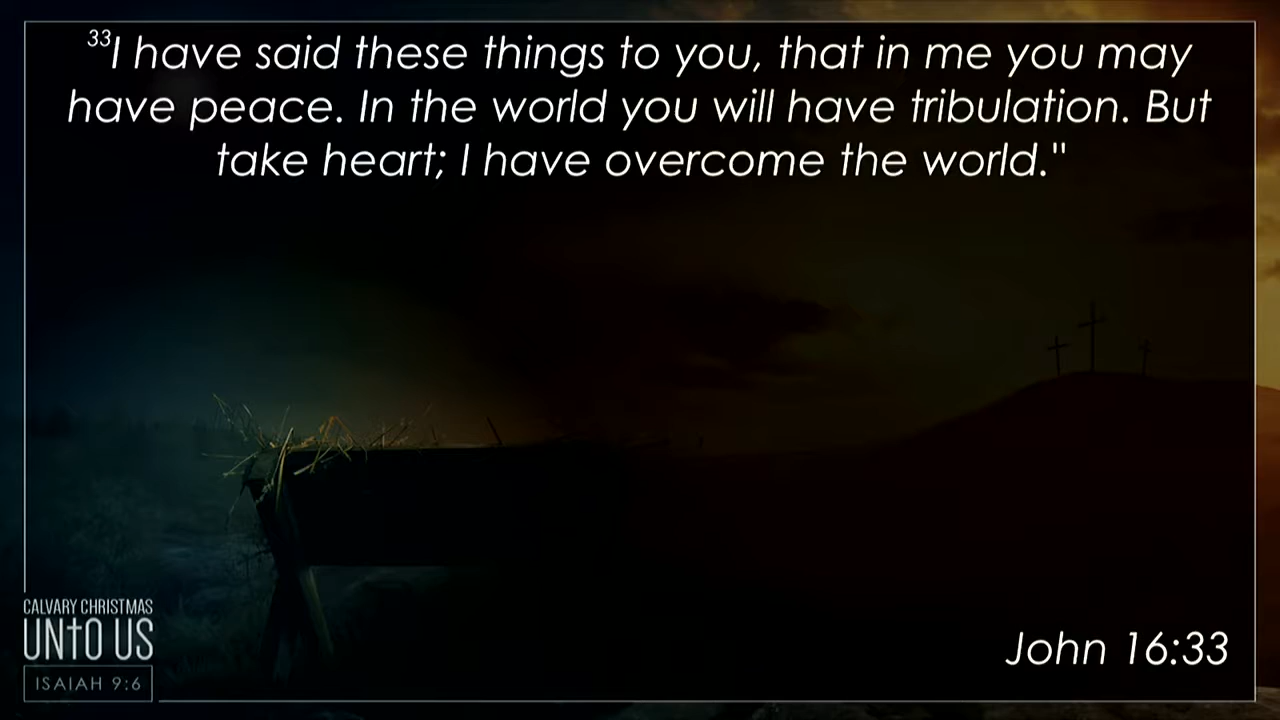 ³³I have said these things to you, that in me you may
have peace. In the world you will have tribulation. But
take heart; I have overcome the world."
CALVARY CHRISTMAS
UNTO US
ISAIAH 9:6
John 16:33